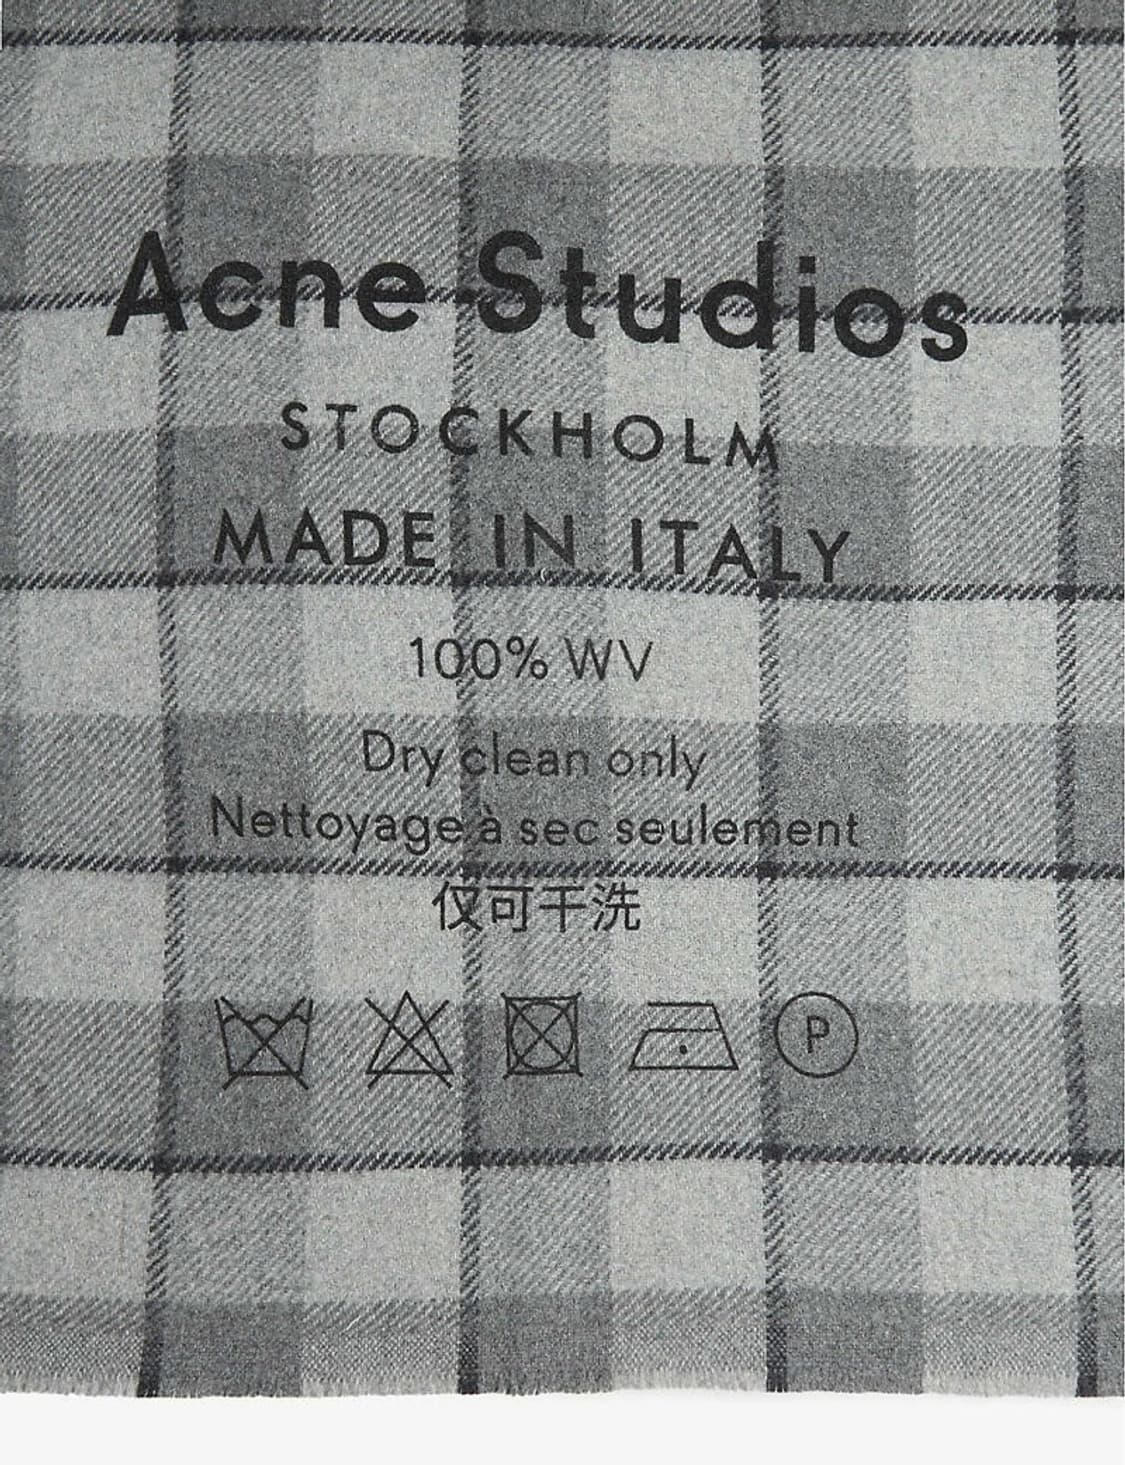 Acne Studios
STOCKHOLM
MADE IN ITALY
100% WV
Dry clean only
Nettoyage à sec seulement
仅可干洗
P